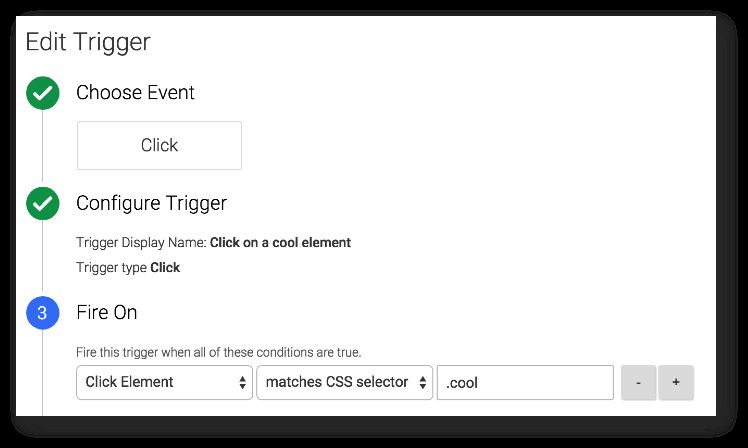 Edit Trigger
Choose Event
Click
Configure Trigger
Trigger Display Name: Click on a cool element
Trigger type Click
3 Fire On
Fire this trigger when all of these conditions are true.
Click Element matches CSS selector .cool - +